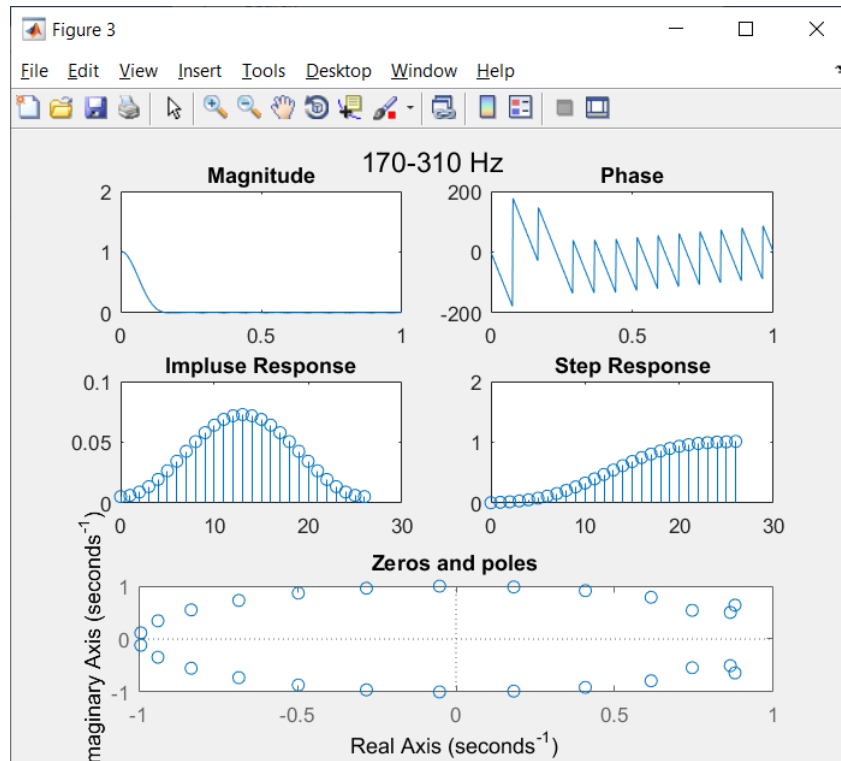 Figure 3
File Edit View Insert Tools Desktop Window Help
170-310 Hz
Magnitude
2
1
0
0 0.5 1
Phase
200
0
-200
0 0.5 1
Impluse Response
0.1
0.05
0
0 10 20 30
Step Response
2
1
0
0 10 20 30
Zeros and poles
maginary Axis (seconds⁻¹)
1
0
-1
-1 -0.5 0 0.5 1
Real Axis (seconds⁻¹)